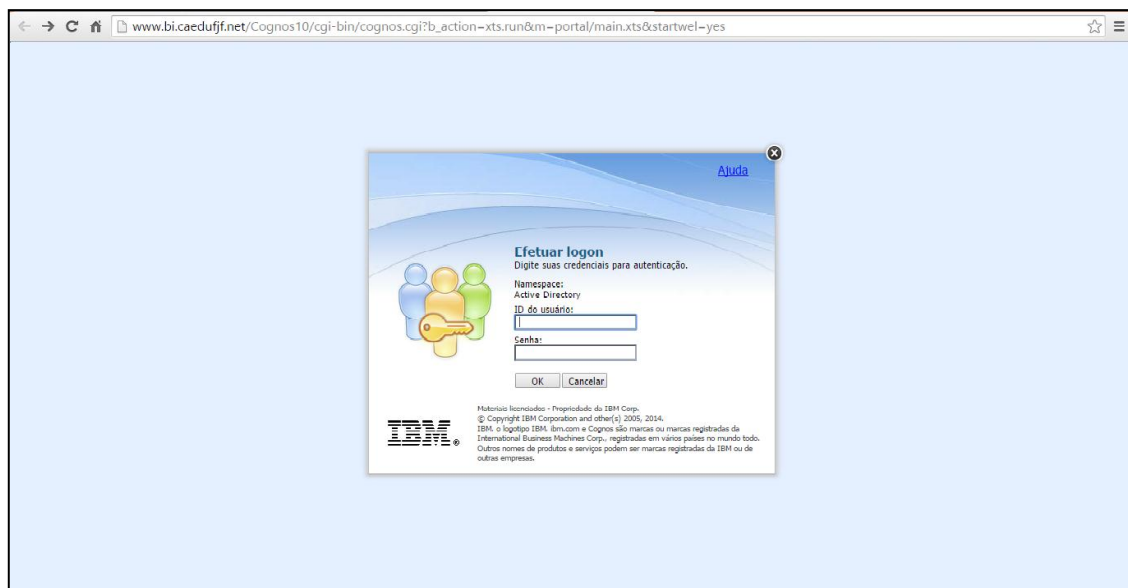 www.bi.caedufjf.net/Cognos10/cgi-bin/cognos.cgi?b_action=xts.run&m=portal/main.xts&startwel=yes
Ajuda
Efetuar logon
Digite suas credenciais para autenticação.
Namespace:
Active Directory
ID do usuário:
Senha:
OK Cancelar
IBM®
Materiais licenciados - Propriedade da IBM Corp.
© Copyright IBM Corporation and other(s) 2005, 2014.
IBM, o logotipo IBM, ibm.com e Cognos são marcas ou marcas registradas da
International Business Machines Corp., registradas em vários países no mundo todo.
Outros nomes de produtos e serviços podem ser marcas registradas da IBM ou de
outras empresas.